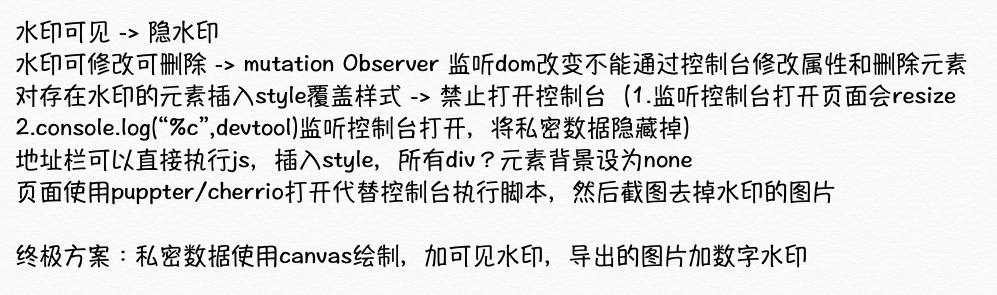 水印可见 -> 隐水印
水印可修改可删除 -> mutation Observer 监听dom改变不能通过控制台修改属性和删除元素
对存在水印的元素插入style覆盖样式 -> 禁止打开控制台（1.监听控制台打开页面会resize
2.console.log(“%c”,devtool)监听控制台打开，将私密数据隐藏掉）
地址栏可以直接执行js，插入style，所有div？元素背景设为none
页面使用puppter/cherrio打开代替控制台执行脚本，然后截图去掉水印的图片
终极方案：私密数据使用canvas绘制，加可见水印，导出的图片加数字水印